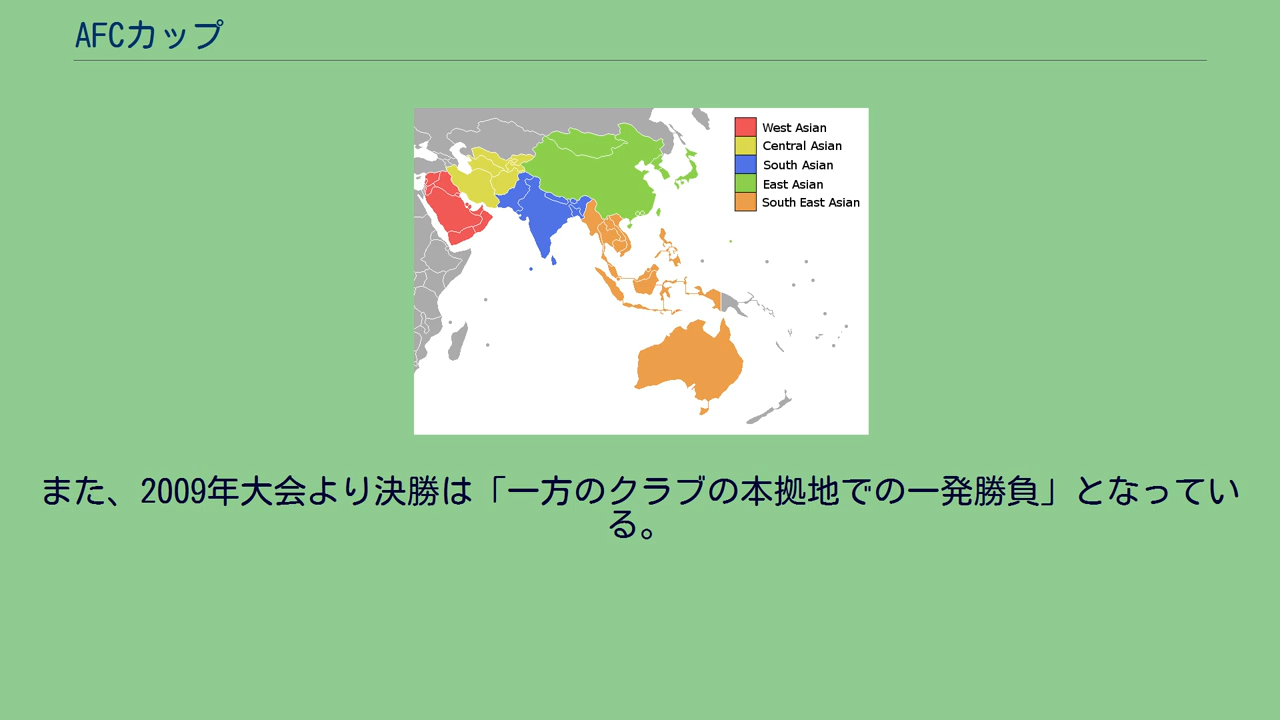 AFCカップ
West Asian
Central Asian
South Asian
East Asian
South East Asian
また、2009年大会より決勝は「一方のクラブの本拠地での一発勝負」となってい
る。